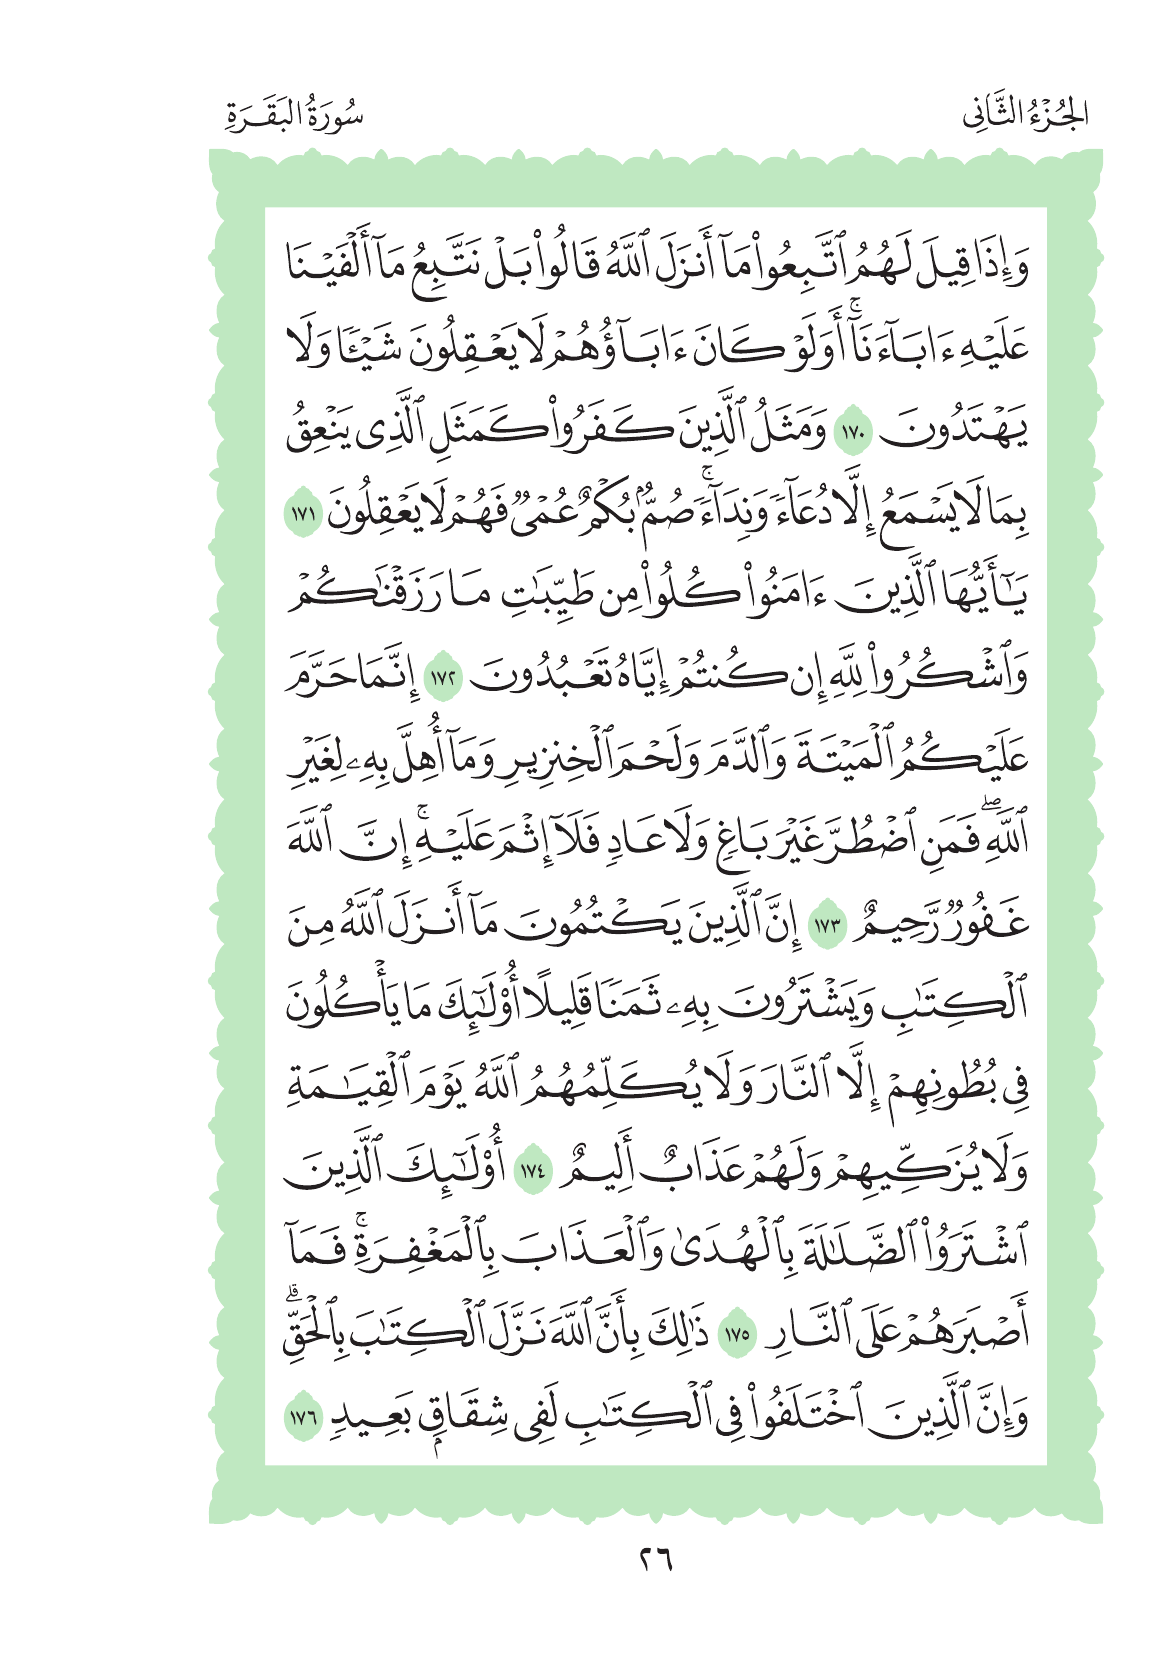 الجُزْءُ الثَّانِى
سُورَةُ البَقَرَةِ
وَإِذَا قِيلَ لَهُمُ ٱتَّبِعُوا۟ مَآ أَنزَلَ ٱللَّهُ قَالُوا۟ بَلْ نَتَّبِعُ مَآ أَلْفَيْنَا
عَلَيْهِ ءَابَآءَنَآ ۚ أَوَلَوْ كَانَ ءَابَآؤُهُمْ لَا يَعْقِلُونَ شَيْـًٔا وَلَا
يَهْتَدُونَ ١٧٠ وَمَثَلُ ٱلَّذِينَ كَفَرُوا۟ كَمَثَلِ ٱلَّذِى يَنْعِقُ
بِمَا لَا يَسْمَعُ إِلَّا دُعَآءً وَنِدَآءً ۚ صُمٌّۢ بُكْمٌ عُمْىٌ فَهُمْ لَا يَعْقِلُونَ ١٧١
يَـٰٓأَيُّهَا ٱلَّذِينَ ءَامَنُوا۟ كُلُوا۟ مِن طَيِّبَـٰتِ مَا رَزَقْنَـٰكُمْ
وَٱشْكُرُوا۟ لِلَّهِ إِن كُنتُمْ إِيَّاهُ تَعْبُدُونَ ١٧٢ إِنَّمَا حَرَّمَ
عَلَيْكُمُ ٱلْمَيْتَةَ وَٱلدَّمَ وَلَحْمَ ٱلْخِنزِيرِ وَمَآ أُهِلَّ بِهِۦ لِغَيْرِ
ٱللَّهِ ۖ فَمَنِ ٱضْطُرَّ غَيْرَ بَاغٍ وَلَا عَادٍ فَلَآ إِثْمَ عَلَيْهِ ۚ إِنَّ ٱللَّهَ
غَفُورٌ رَّحِيمٌ ١٧٣ إِنَّ ٱلَّذِينَ يَكْتُمُونَ مَآ أَنزَلَ ٱللَّهُ مِنَ
ٱلْكِتَـٰبِ وَيَشْتَرُونَ بِهِۦ ثَمَنًا قَلِيلًا أُو۟لَـٰٓئِكَ مَا يَأْكُلُونَ
فِى بُطُونِهِمْ إِلَّا ٱلنَّارَ وَلَا يُكَلِّمُهُمُ ٱللَّهُ يَوْمَ ٱلْقِيَـٰمَةِ
وَلَا يُزَكِّيهِمْ وَلَهُمْ عَذَابٌ أَلِيمٌ ١٧٤ أُو۟لَـٰٓئِكَ ٱلَّذِينَ
ٱشْتَرَوُا۟ ٱلضَّلَـٰلَةَ بِٱلْهُدَىٰ وَٱلْعَذَابَ بِٱلْمَغْفِرَةِ ۚ فَمَآ
أَصْبَرَهُمْ عَلَى ٱلنَّارِ ١٧٥ ذَٰلِكَ بِأَنَّ ٱللَّهَ نَزَّلَ ٱلْكِتَـٰبَ بِٱلْحَقِّ ۗ
وَإِنَّ ٱلَّذِينَ ٱخْتَلَفُوا۟ فِى ٱلْكِتَـٰبِ لَفِى شِقَاقٍۭ بَعِيدٍ ١٧٦
٢٦